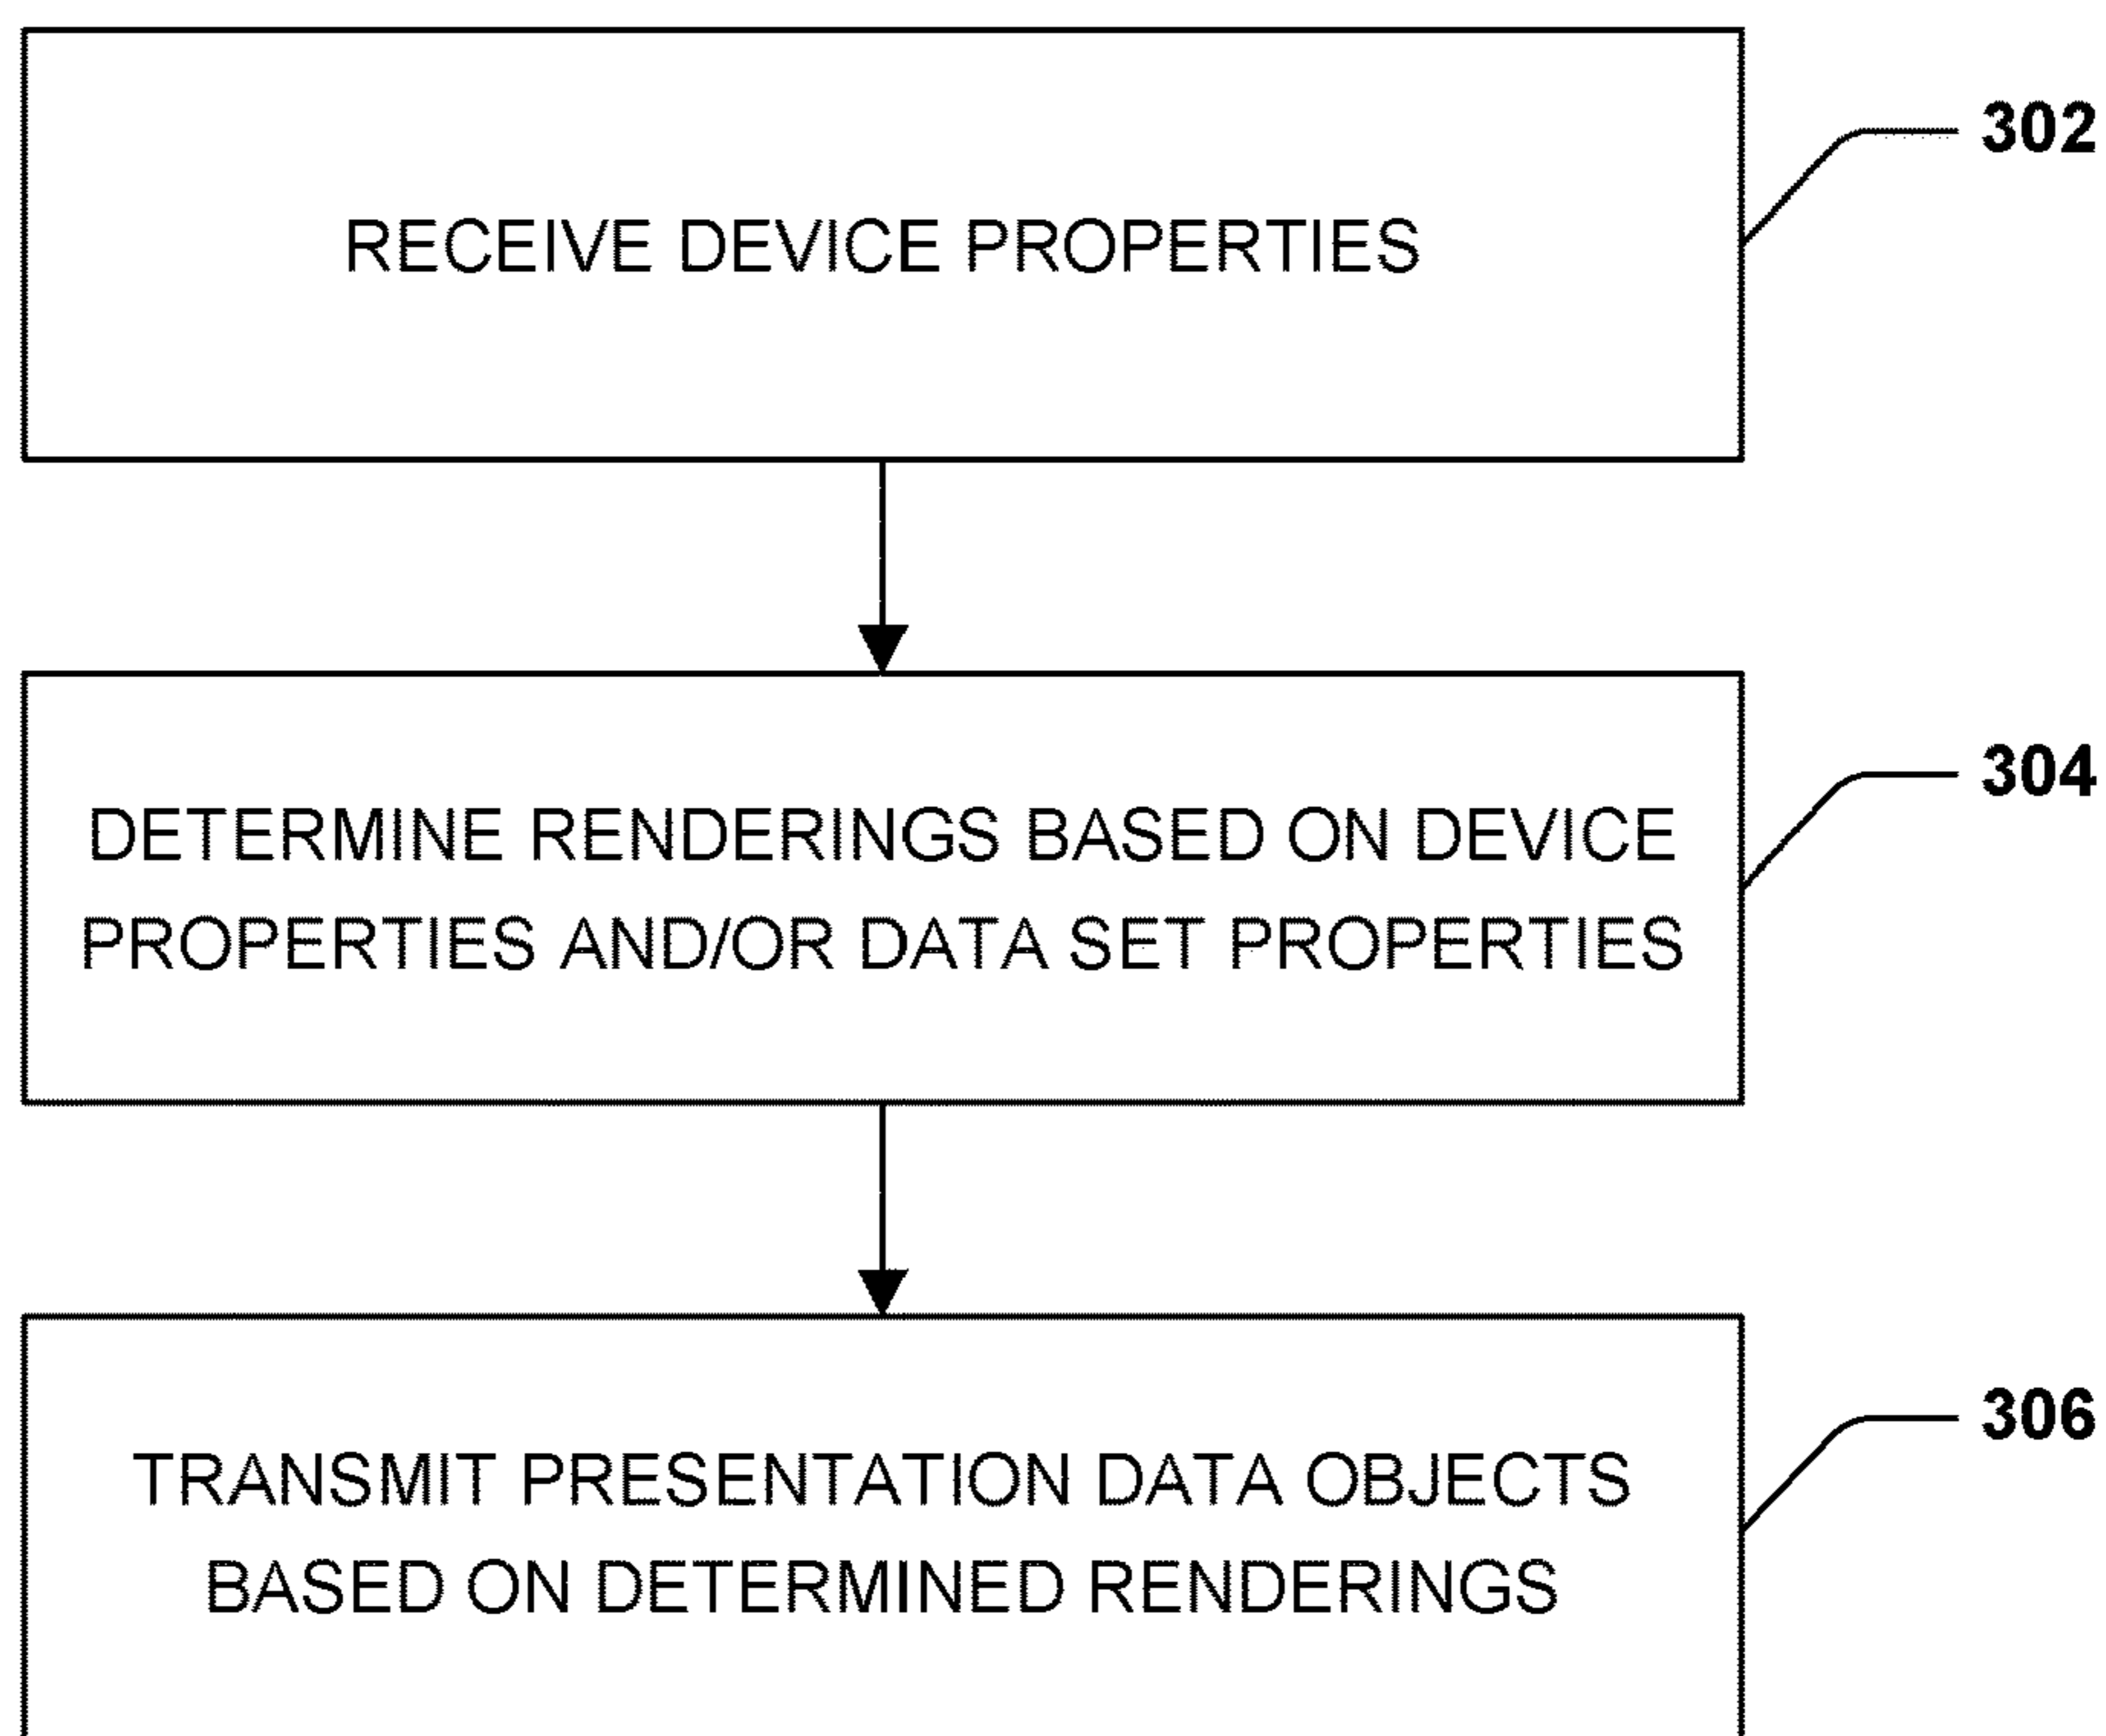 302
RECEIVE DEVICE PROPERTIES
304
DETERMINE RENDERINGS BASED ON DEVICE
PROPERTIES AND/OR DATA SET PROPERTIES
306
TRANSMIT PRESENTATION DATA OBJECTS
BASED ON DETERMINED RENDERINGS